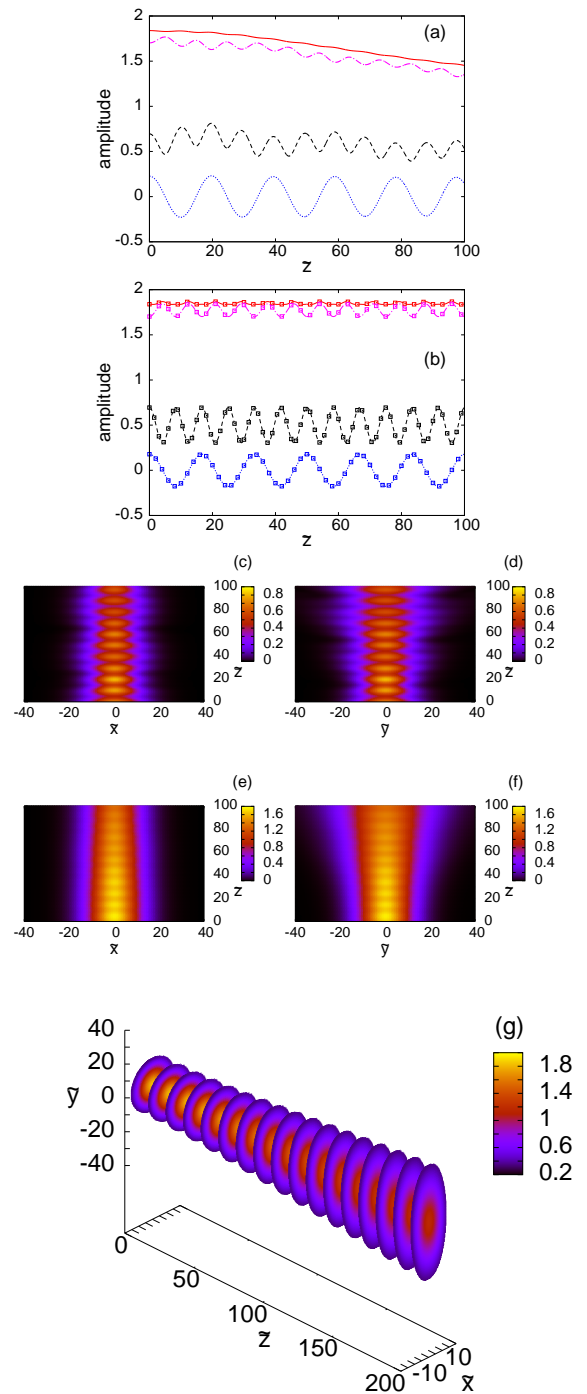 2
(a)
1.5
amplitude
1
0.5
0
-0.5
0 20 40 60 80 100
z̃
2
1.5
(b)
amplitude
1
0.5
0
-0.5
0 20 40 60 80 100
z̃
(c) (d)
100 0.8 100 0.8
80 0.6 80 0.6
60 0.4 60 0.4
40 0.2 z̃ 40 0.2 z̃
20 0 20 0
0 0
-40 -20 0 20 40 -40 -20 0 20 40
x̃ ỹ
(e) (f)
100 1.6 100 1.6
80 1.2 80 1.2
60 0.8 60 0.8
40 0.4 z 40 0.4 z
20 20
0 0
-40 -20 0 20 40 -40 -20 0 20 40
x̃ ỹ
(g)
40
20 1.8
ỹ 0 1.4
-20 1
-40 0.6
0.2
0
50
100
z̃ 150
200 -10 10 x̃